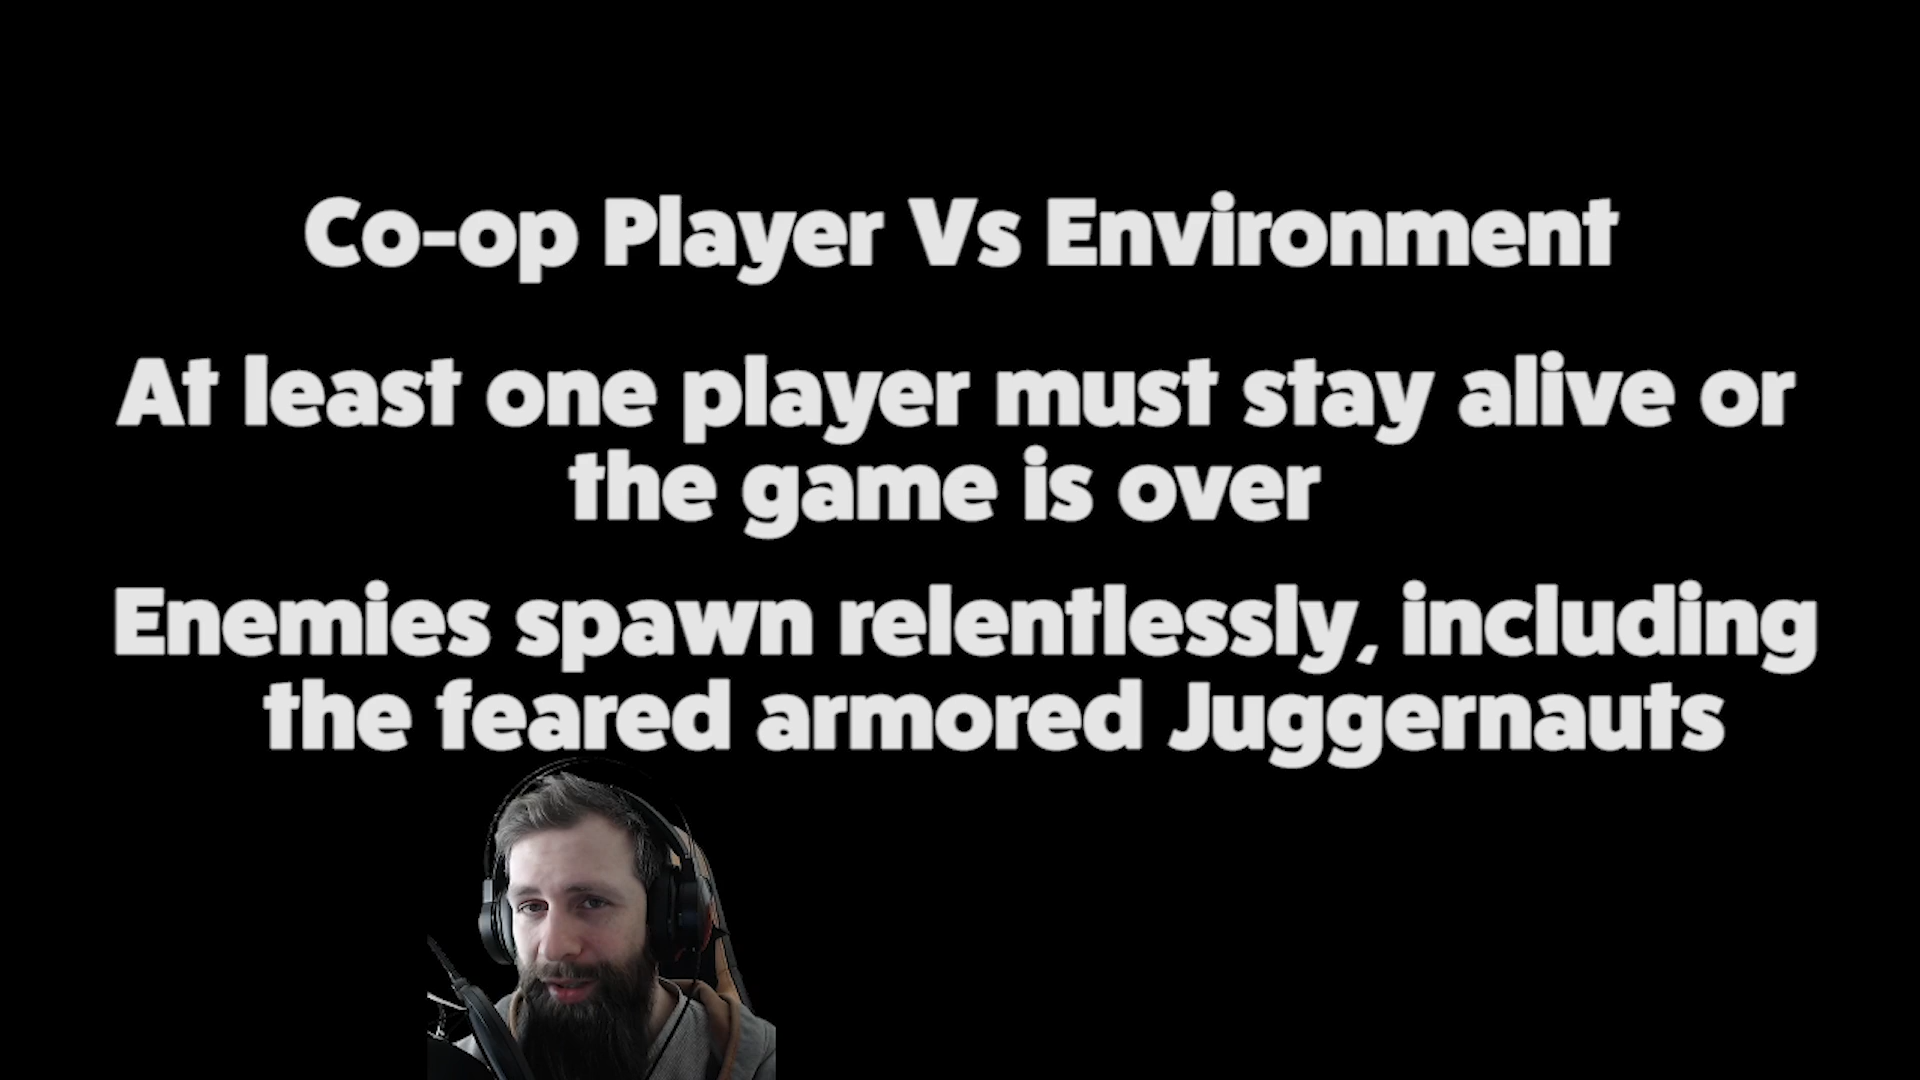 Co-op Player Vs Environment
At least one player must stay alive or
the game is over
Enemies spawn relentlessly, including
the feared armored Juggernauts